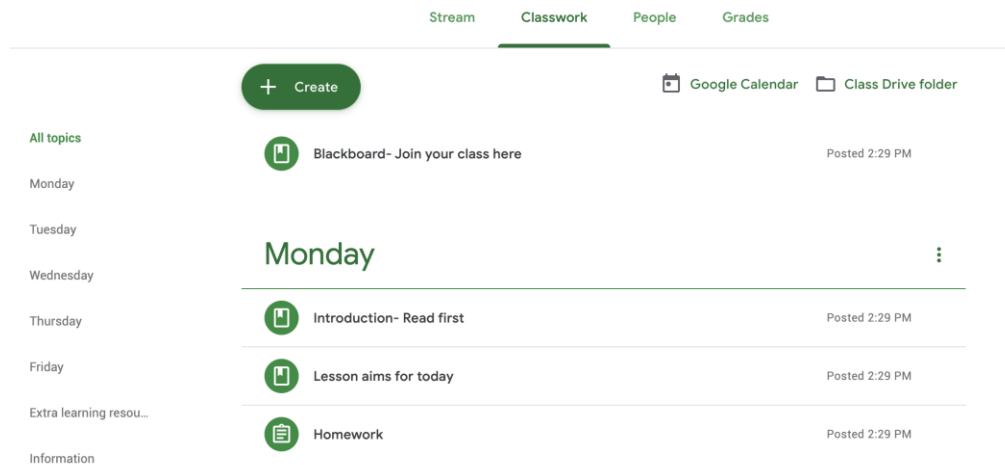 Stream Classwork People Grades
Create
Google Calendar Class Drive folder
All topics
Monday
Tuesday
Wednesday
Thursday
Friday
Extra learning resou...
Information
Blackboard- Join your class here Posted 2:29 PM
Monday
Introduction- Read first Posted 2:29 PM
Lesson aims for today Posted 2:29 PM
Homework Posted 2:29 PM